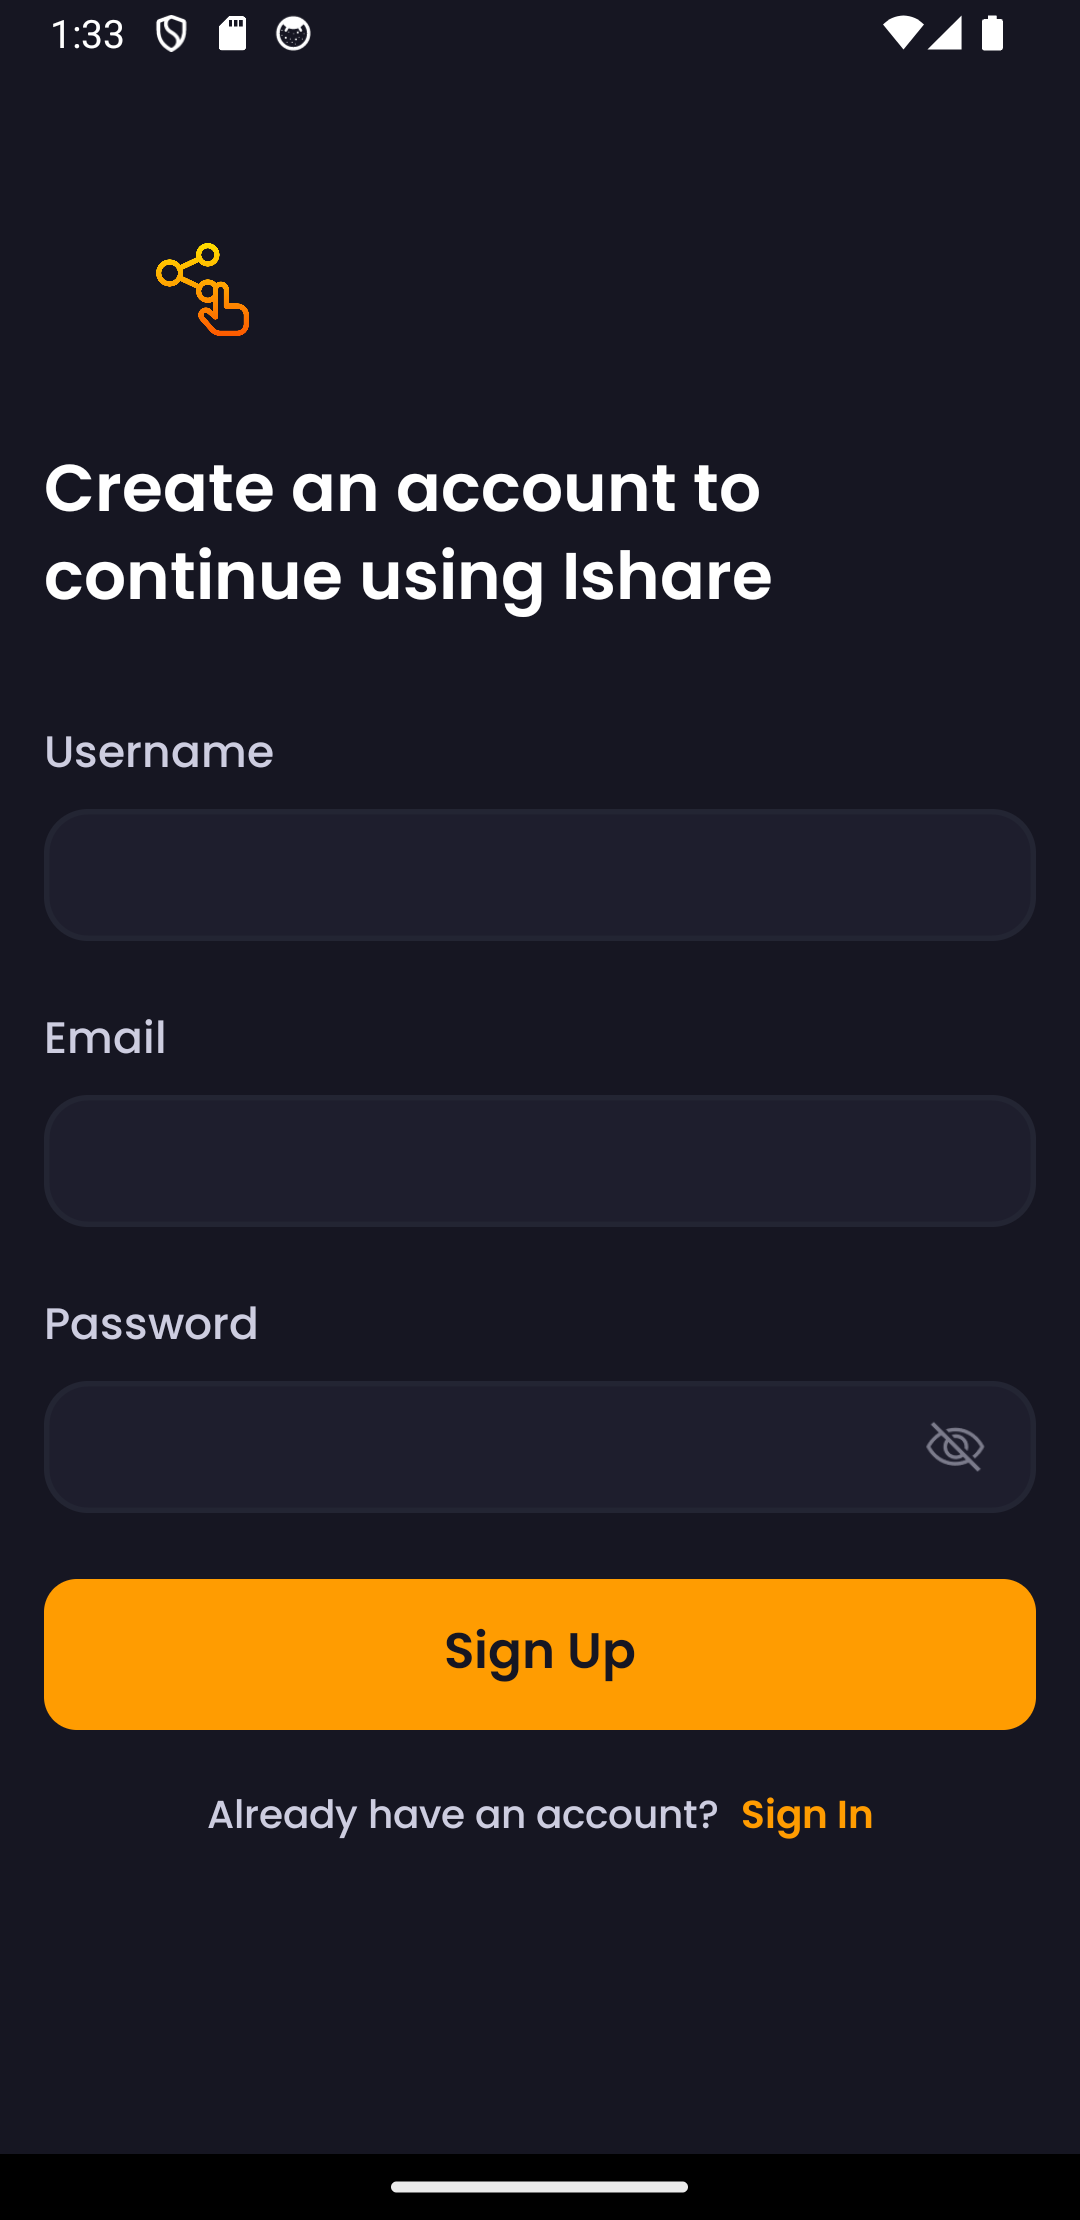 1:33
Create an account to
continue using Ishare
Username
Email
Password
Sign Up
Already have an account? Sign In